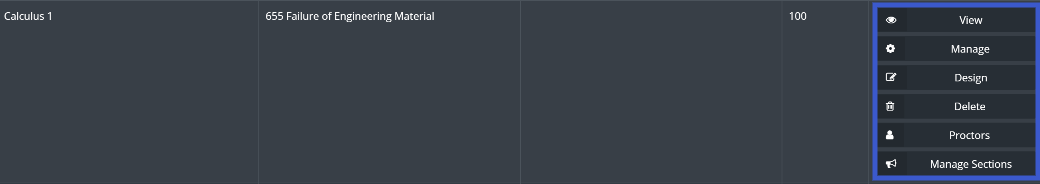 Calculus 1
655 Failure of Engineering Material
100
View
Manage
Design
Delete
Proctors
Manage Sections